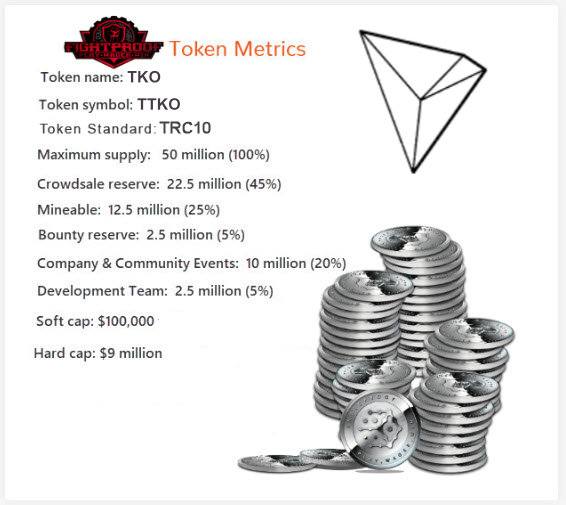 FIGHTPROOF Token Metrics
Token name: TKO
Token symbol: TTKO
Token Standard: TRC10
Maximum supply: 50 million (100%)
Crowdsale reserve: 22.5 million (45%)
Mineable: 12.5 million (25%)
Bounty reserve: 2.5 million (5%)
Company & Community Events: 10 million (20%)
Development Team: 2.5 million (5%)
Soft cap: $100,000
Hard cap: $9 million